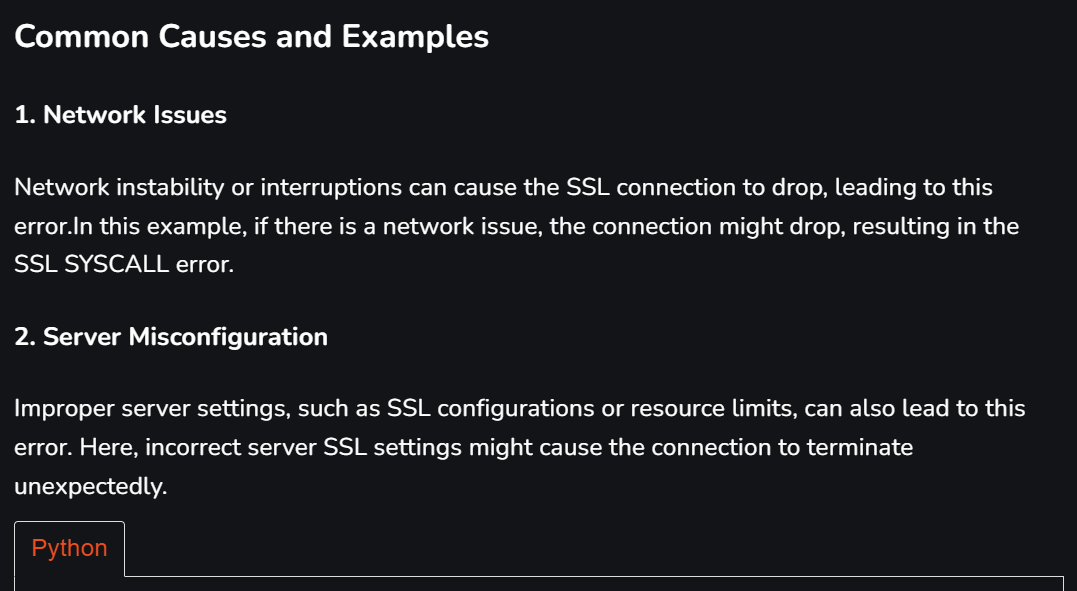 Common Causes and Examples
1. Network Issues
Network instability or interruptions can cause the SSL connection to drop, leading to this
error.In this example, if there is a network issue, the connection might drop, resulting in the
SSL SYSCALL error.
2. Server Misconfiguration
Improper server settings, such as SSL configurations or resource limits, can also lead to this
error. Here, incorrect server SSL settings might cause the connection to terminate
unexpectedly.
Python